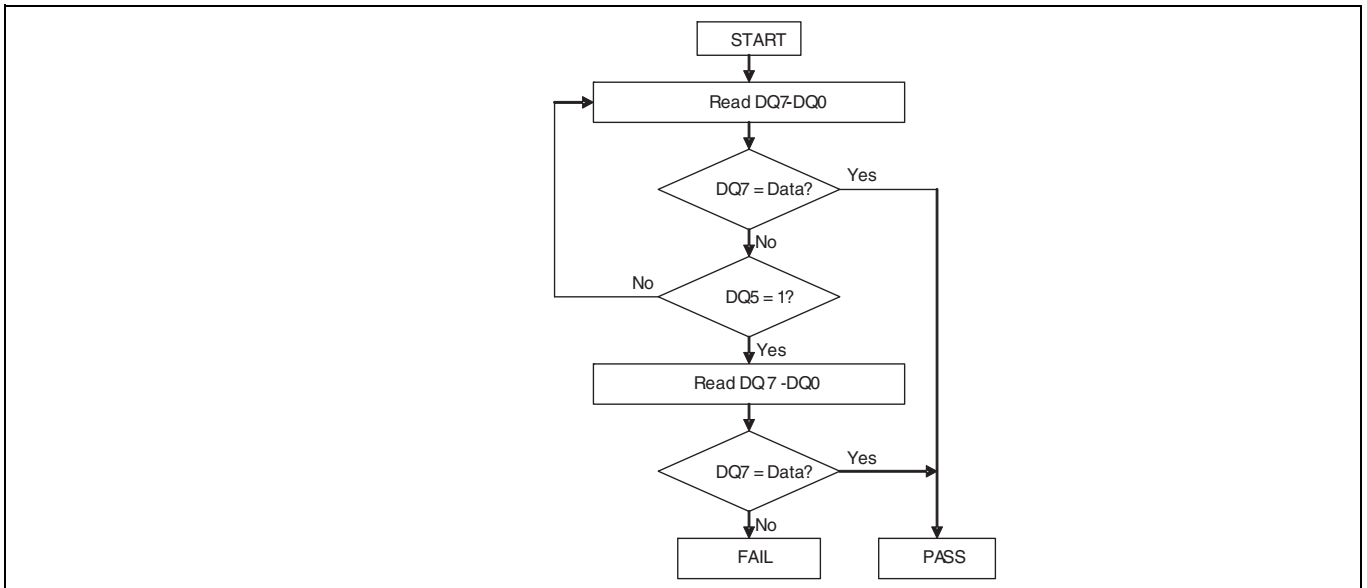 START
Read DQ7-DQ0
DQ7 = Data?
Yes
No
No
DQ5 = 1?
Yes
Read DQ 7 -DQ0
DQ7 = Data?
Yes
No
FAIL
PASS